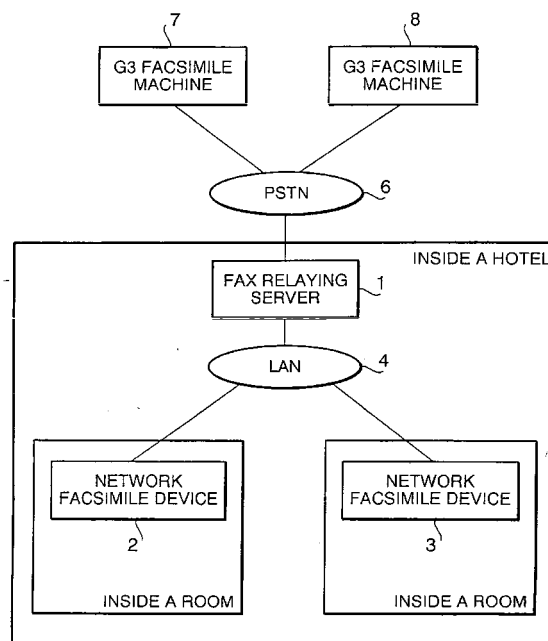 7
8
G3 FACSIMILE
MACHINE
G3 FACSIMILE
MACHINE
PSTN
6
INSIDE A HOTEL
FAX RELAYING
SERVER
1
LAN
4
NETWORK
FACSIMILE DEVICE
2
INSIDE A ROOM
NETWORK
FACSIMILE DEVICE
3
INSIDE A ROOM